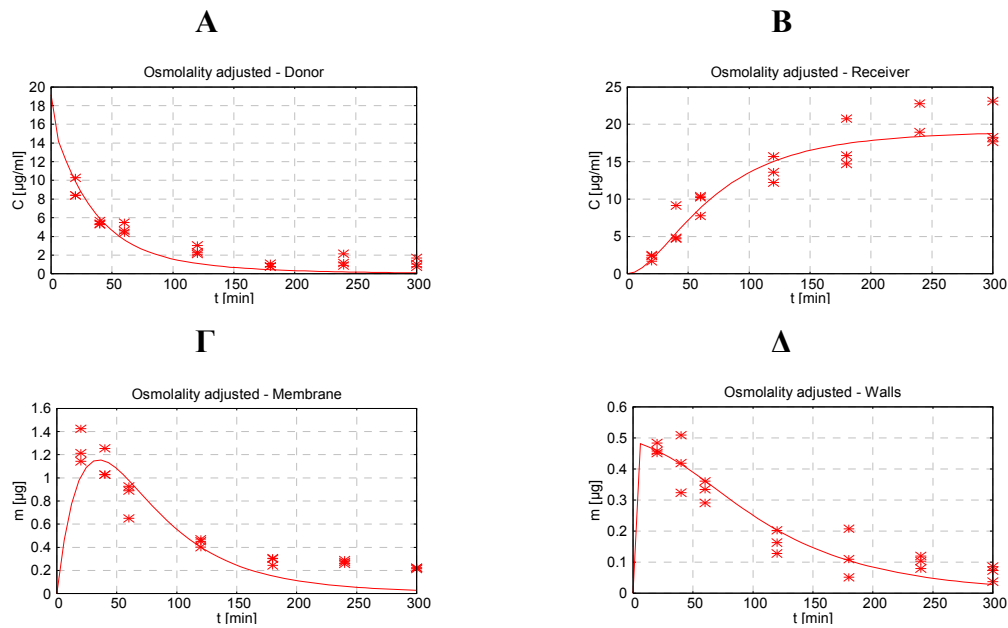 Α
Β
Osmolality adjusted - Donor
20
18
16
14
12
10
8
6
4
2
0
C [µg/ml]
0 50 100 150 200 250 300
t [min]
Osmolality adjusted - Receiver
25
20
15
10
5
0
C [µg/ml]
0 50 100 150 200 250 300
t [min]
Γ
Δ
Osmolality adjusted - Membrane
1.6
1.4
1.2
1
0.8
0.6
0.4
0.2
0
m [µg]
0 50 100 150 200 250 300
t [min]
Osmolality adjusted - Walls
0.6
0.5
0.4
0.3
0.2
0.1
0
m [µg]
0 50 100 150 200 250 300
t [min]